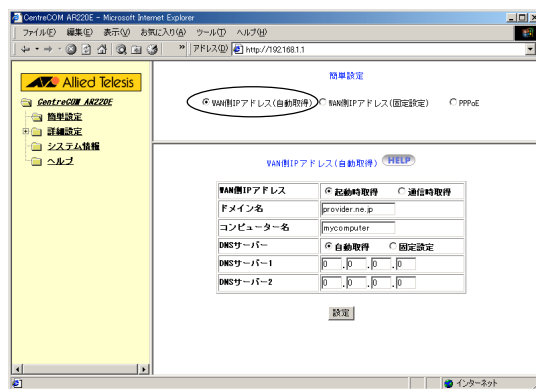 CentreCOM AR220E - Microsoft Internet Explorer
ファイル(F) 編集(E) 表示(V) お気に入り(A) ツール(T) ヘルプ(H)
» アドレス(D) http://192.168.1.1
Allied Telesis
CentreCOM AR220E
簡単設定
詳細設定
システム情報
ヘルプ
簡単設定
WAN側IPアドレス(自動取得) WAN側IPアドレス(固定設定) PPPoE
WAN側IPアドレス(自動取得) HELP
WAN側IPアドレス 起動時取得 通信時取得
ドメイン名 provider.ne.jp
コンピューター名 mycomputer
DNSサーバー 自動取得 固定設定
DNSサーバー1 0 .0 .0 .0
DNSサーバー2 0 .0 .0 .0
設定
インターネット